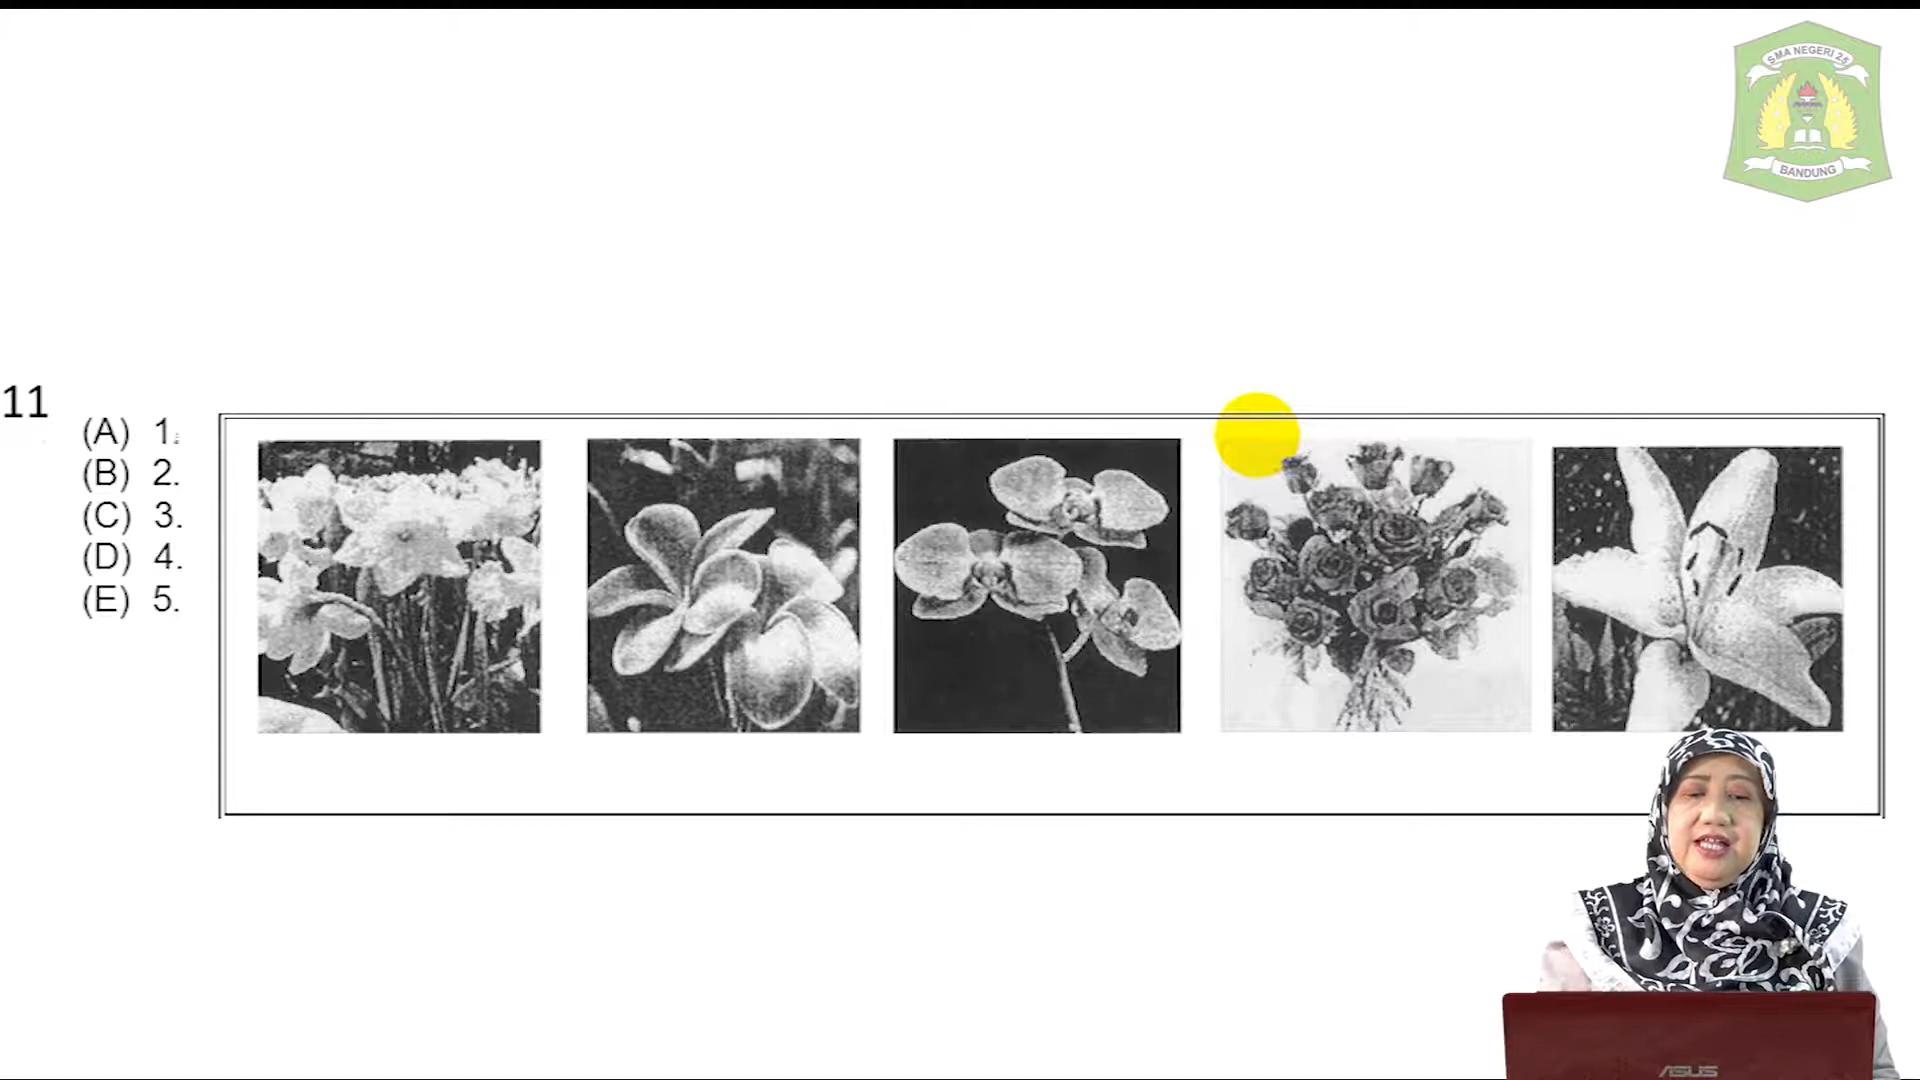 SMA NEGERI 25
BANDUNG
11
(A) 1.
(B) 2.
(C) 3.
(D) 4.
(E) 5.
ASUS